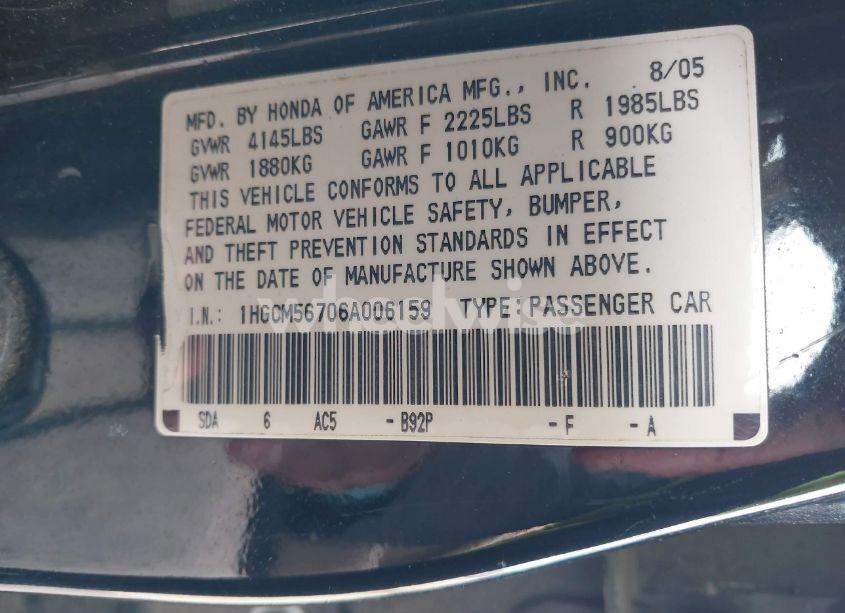 MFD. BY HONDA OF AMERICA MFG., INC. 8/05
GVWR 4145LBS GAWR F 2225LBS R 1985LBS
GVWR 1880KG GAWR F 1010KG R 900KG
THIS VEHICLE CONFORMS TO ALL APPLICABLE
FEDERAL MOTOR VEHICLE SAFETY, BUMPER,
AND THEFT PREVENTION STANDARDS IN EFFECT
ON THE DATE OF MANUFACTURE SHOWN ABOVE.
V.I.N.: 1HGCM56706A006159 TYPE: PASSENGER CAR
wheelwise
SDA 6 AC5 - B92P - F - A